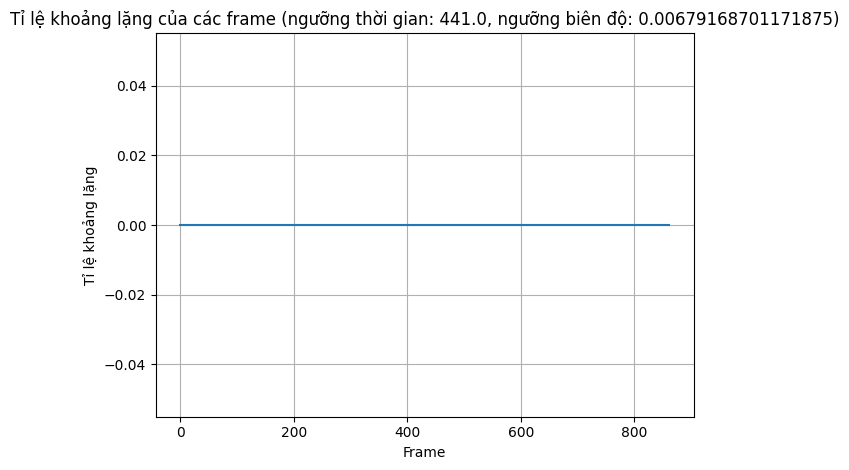 Tỉ lệ khoảng lặng của các frame (ngưỡng thời gian: 441.0, ngưỡng biên độ: 0.00679168701171875)
Tỉ lệ khoảng lặng
0.04
0.02
0.00
−0.02
−0.04
0 200 400 600 800
Frame